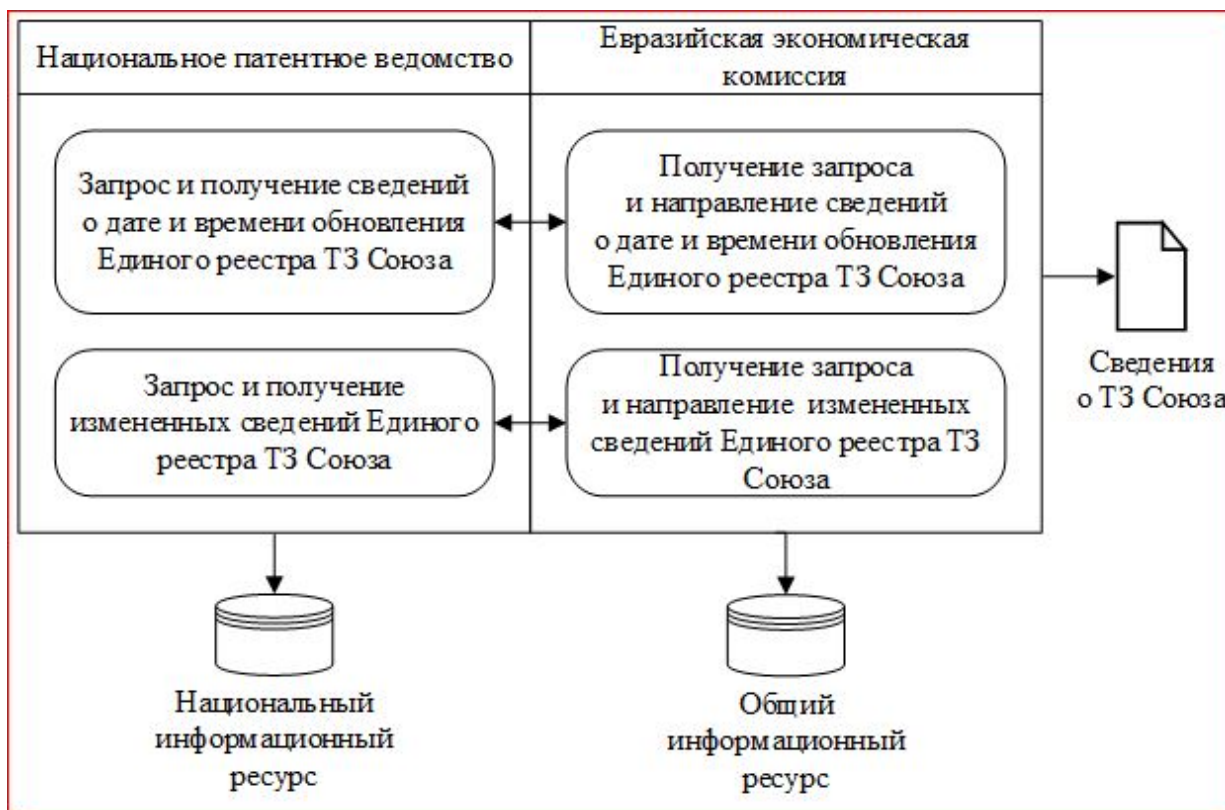 Национальное патентное ведомство
Евразийская экономическая
комиссия
Запрос и получение сведений
о дате и времени обновления
Единого реестра ТЗ Союза
Получение запроса
и направление сведений
о дате и времени обновления
Единого реестра ТЗ Союза
Запрос и получение
измененных сведений Единого
реестра ТЗ Союза
Получение запроса
и направление измененных
сведений Единого реестра ТЗ
Союза
Сведения
о ТЗ Союза
Национальный
информационный
ресурс
Общий
информационный
ресурс